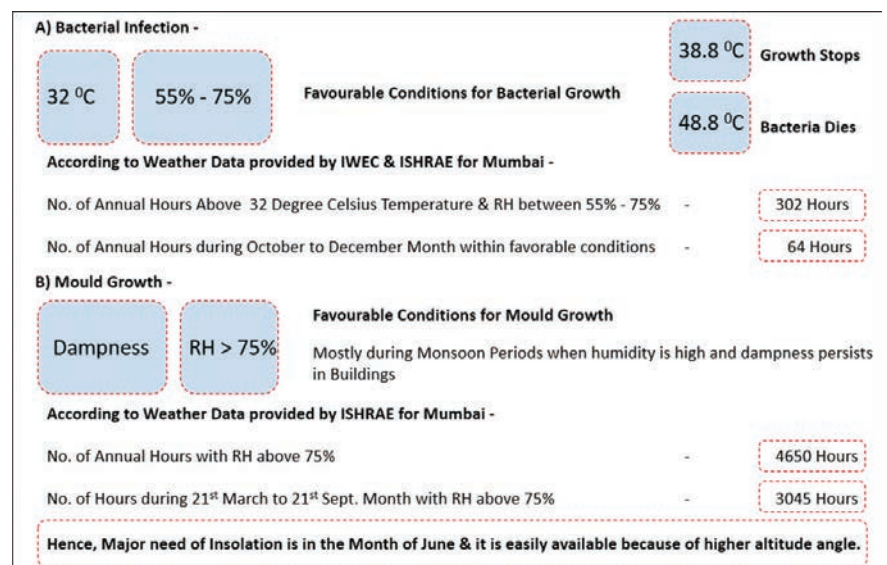 A) Bacterial Infection -
38.8 ⁰C Growth Stops
32 ⁰C 55% - 75% Favourable Conditions for Bacterial Growth
48.8 ⁰C Bacteria Dies
According to Weather Data provided by IWEC & ISHRAE for Mumbai -
No. of Annual Hours Above 32 Degree Celsius Temperature & RH between 55% - 75% - 302 Hours
No. of Annual Hours during October to December Month within favorable conditions - 64 Hours
B) Mould Growth -
Favourable Conditions for Mould Growth
Dampness RH > 75%
Mostly during Monsoon Periods when humidity is high and dampness persists
in Buildings
According to Weather Data provided by ISHRAE for Mumbai -
No. of Annual Hours with RH above 75% - 4650 Hours
No. of Hours during 21st March to 21st Sept. Month with RH above 75% - 3045 Hours
Hence, Major need of Insolation is in the Month of June & it is easily available because of higher altitude angle.